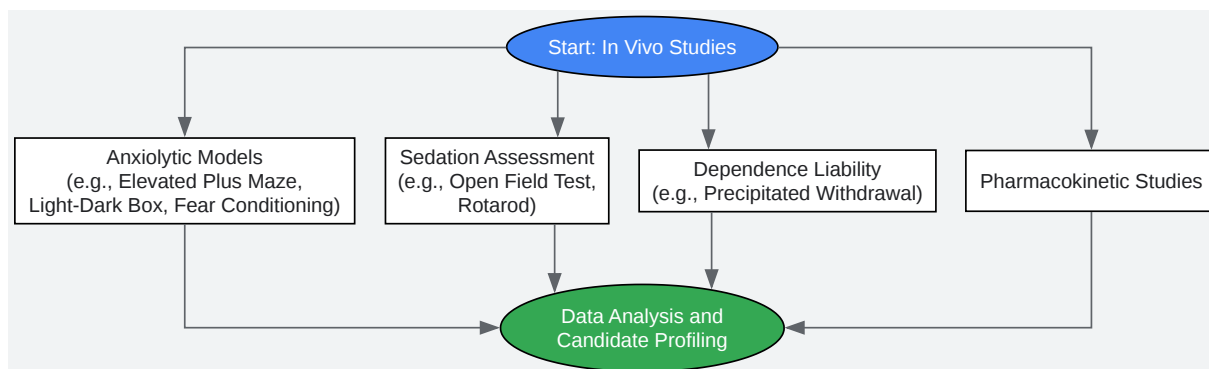 Start: In Vivo Studies
Anxiolytic Models
(e.g., Elevated Plus Maze,
Light-Dark Box, Fear Conditioning)
Sedation Assessment
(e.g., Open Field Test,
Rotarod)
Dependence Liability
(e.g., Precipitated Withdrawal)
Pharmacokinetic Studies
Data Analysis and
Candidate Profiling